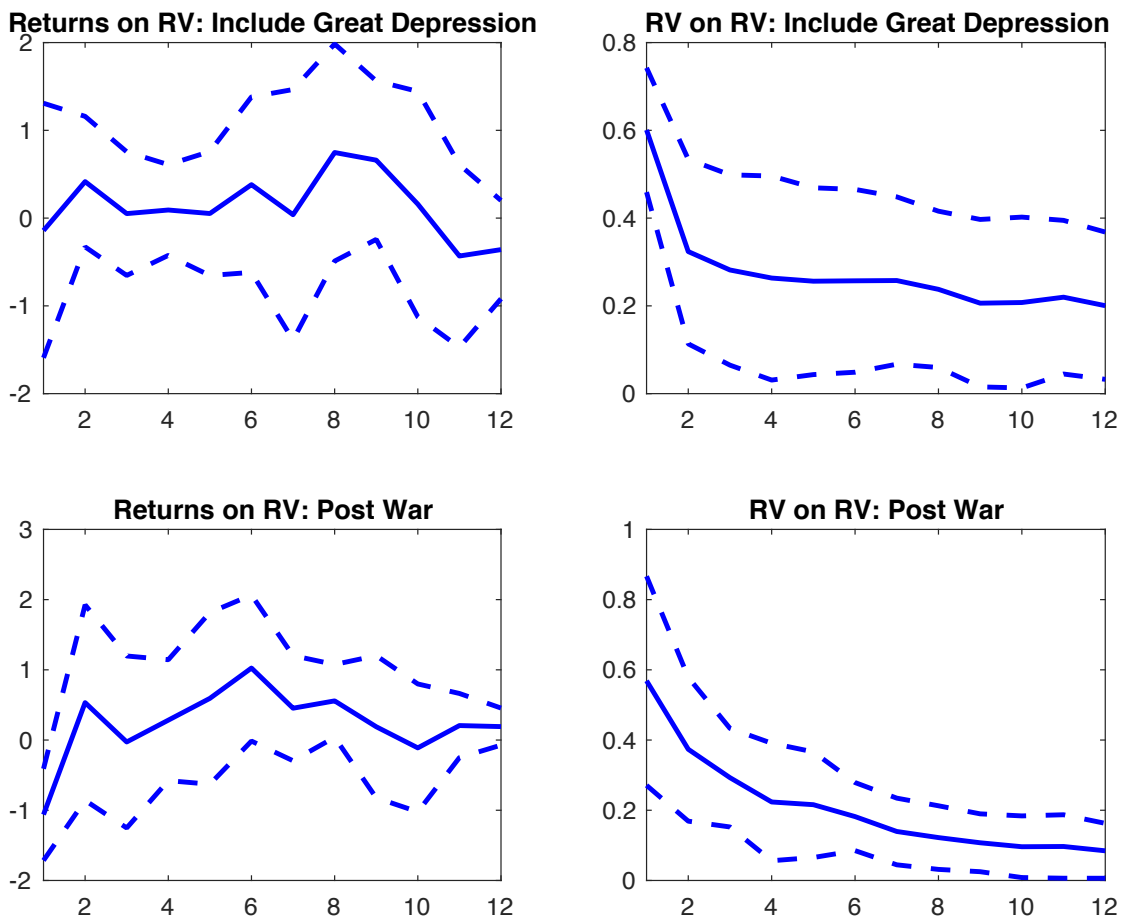 Returns on RV: Include Great Depression
2
1
0
-1
-2
2 4 6 8 10 12
RV on RV: Include Great Depression
0.8
0.6
0.4
0.2
0
2 4 6 8 10 12
Returns on RV: Post War
3
2
1
0
-1
-2
2 4 6 8 10 12
RV on RV: Post War
1
0.8
0.6
0.4
0.2
0
2 4 6 8 10 12